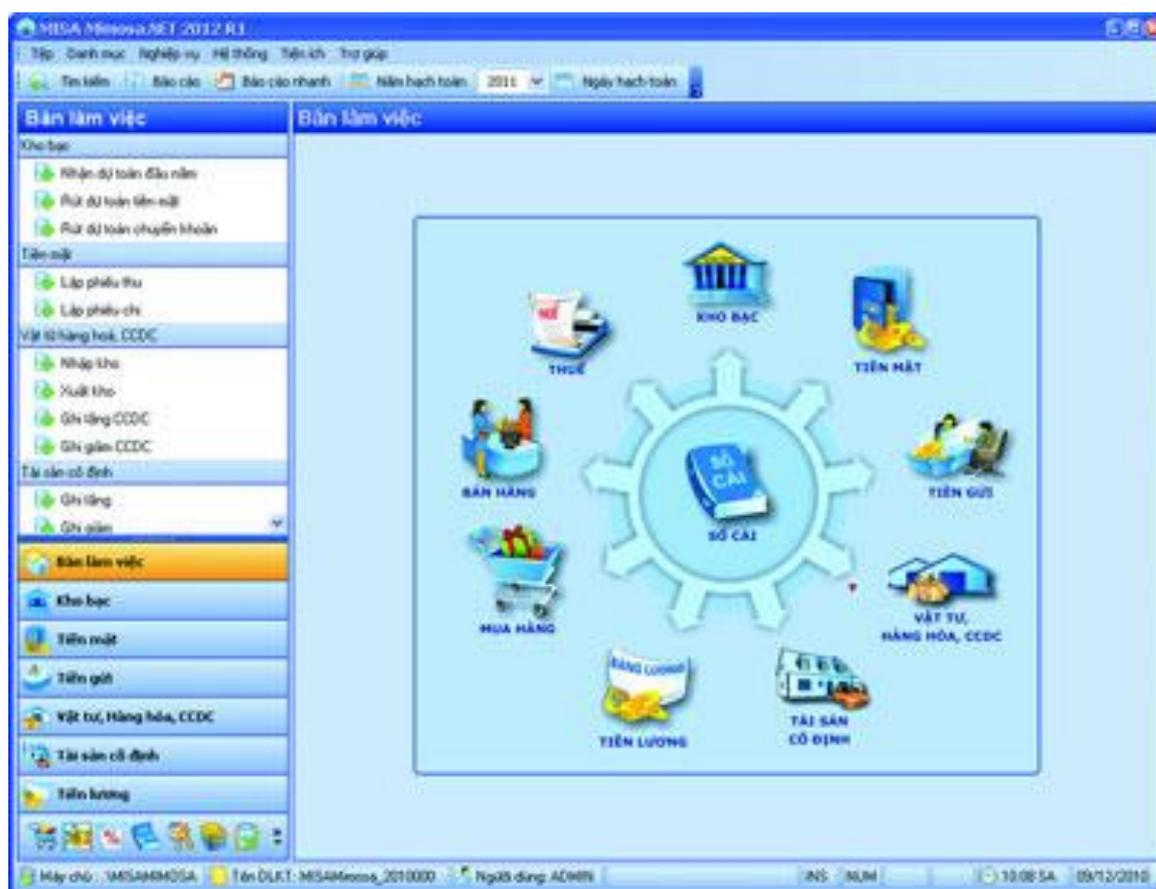 MISA Mimosa.NET 2012 R1
Tệp Danh mục Nghiệp vụ Hệ thống Tiện ích Trợ giúp
Tìm kiếm Báo cáo Báo cáo nhanh Năm hạch toán 2011 Ngày hạch toán
Bàn làm việc
Bàn làm việc
Kho bạc
Nhận dự toán đầu năm
Rút dự toán tiền mặt
Rút dự toán chuyển khoản
Tiền mặt
Lập phiếu thu
Lập phiếu chi
Vật tư hàng hoá, CCDC
Nhập kho
Xuất kho
Ghi tăng CCDC
Ghi giảm CCDC
Tài sản cố định
Ghi tăng
Ghi giảm
Bàn làm việc
Kho bạc
Tiền mặt
Tiền gửi
Vật tư, Hàng hóa, CCDC
Tài sản cố định
Tiền lương
KHO BẠC
TIỀN MẶT
THUẾ
BÁN HÀNG
SỔ
CÁI
SỔ CÁI
TIỀN GỬI
MUA HÀNG
VẬT TƯ,
HÀNG HÓA, CCDC
BẢNG LƯƠNG
TIỀN LƯƠNG
TÀI SẢN
CỐ ĐỊNH
Máy chủ : \MISAMIMOSA Tên DLKT: MISAMimosa_2010000 Người dùng: ADMIN INS NUM 10:08 SA 09/12/2010